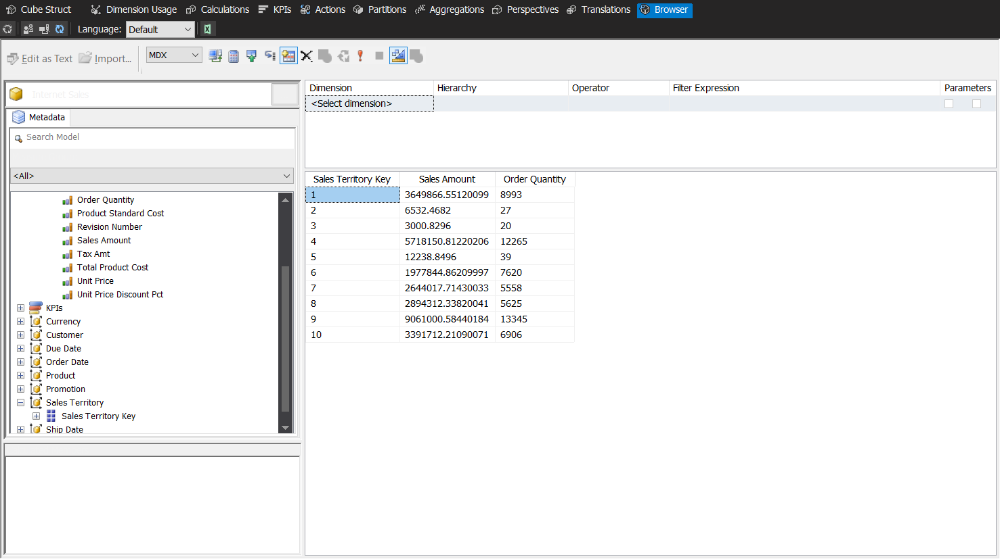 Cube Struct Dimension Usage Calculations KPIs Actions Partitions Aggregations Perspectives Translations Browser
Language: Default
Edit as Text Import... MDX
Internet Sales
Metadata
Search Model
<All>
Order Quantity
Product Standard Cost
Revision Number
Sales Amount
Tax Amt
Total Product Cost
Unit Price
Unit Price Discount Pct
KPIs
Currency
Customer
Due Date
Order Date
Product
Promotion
Sales Territory
Sales Territory Key
Ship Date
Dimension Hierarchy Operator Filter Expression Parameters
<Select dimension>
Sales Territory Key Sales Amount Order Quantity
1 3649866.55120099 8993
2 6532.4682 27
3 3000.8296 20
4 5718150.81220206 12265
5 12238.8496 39
6 1977844.86209997 7620
7 2644017.71430033 5558
8 2894312.33820041 5625
9 9061000.58440184 13345
10 3391712.21090071 6906